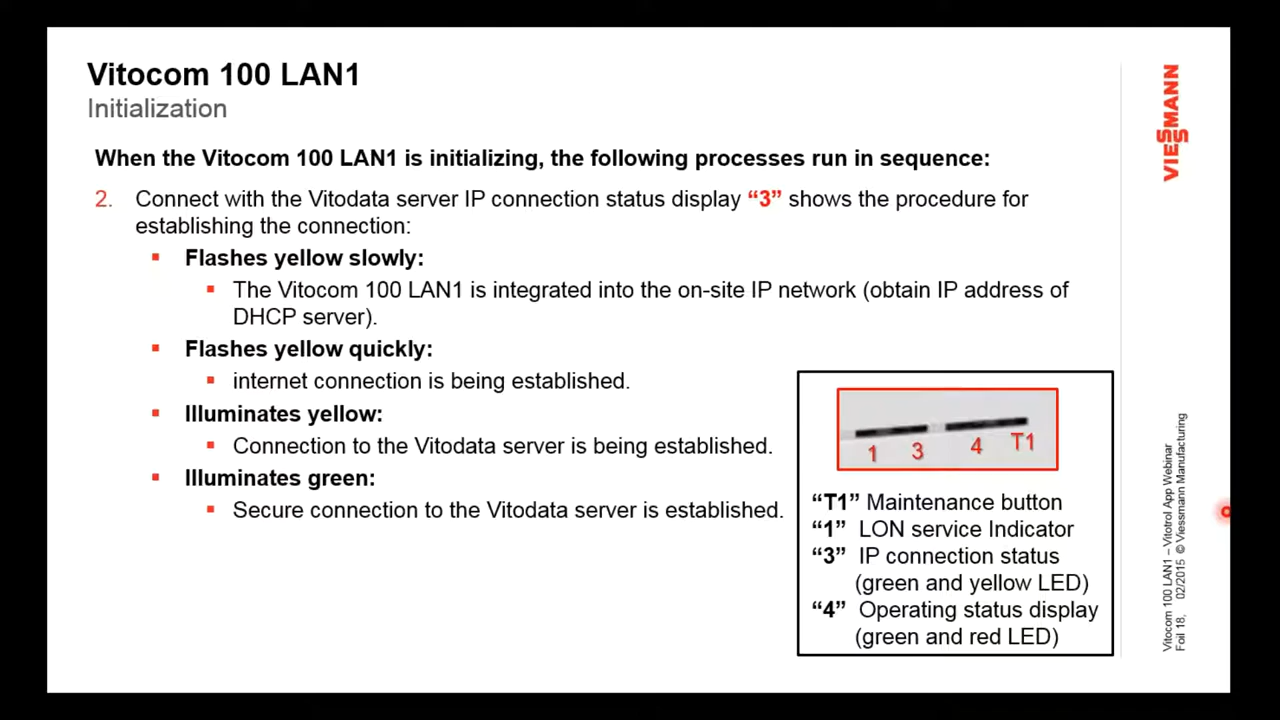 Vitocom 100 LAN1
Initialization
When the Vitocom 100 LAN1 is initializing, the following processes run in sequence:
2. Connect with the Vitodata server IP connection status display “3” shows the procedure for
establishing the connection:
Flashes yellow slowly:
The Vitocom 100 LAN1 is integrated into the on-site IP network (obtain IP address of
DHCP server).
Flashes yellow quickly:
internet connection is being established.
Illuminates yellow:
Connection to the Vitodata server is being established.
Illuminates green:
Secure connection to the Vitodata server is established.
1 3 4 T1
“T1” Maintenance button
“1” LON service Indicator
“3” IP connection status
(green and yellow LED)
“4” Operating status display
(green and red LED)
VIESSMANN
Vitocom 100 LAN1 – Vitotrol App Webinar
Foil 18, 02/2015 © Viessmann Manufacturing